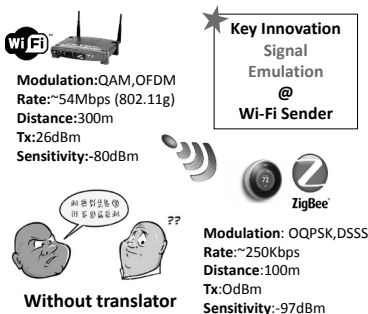 Wi Fi
Modulation:QAM,OFDM
Rate:~54Mbps (802.11g)
Distance:300m
Tx:26dBm
Sensitivity:-80dBm
Key Innovation
Signal
Emulation
@
Wi-Fi Sender
72
ZigBee
??
Without translator
Modulation: OQPSK,DSSS
Rate:~250Kbps
Distance:100m
Tx:0dBm
Sensitivity:-97dBm